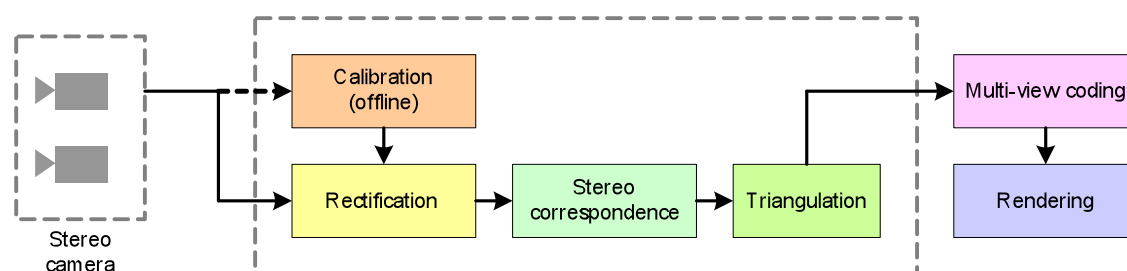 Stereo
camera
Calibration
(offline)
Rectification
Stereo
correspondence
Triangulation
Multi-view coding
Rendering